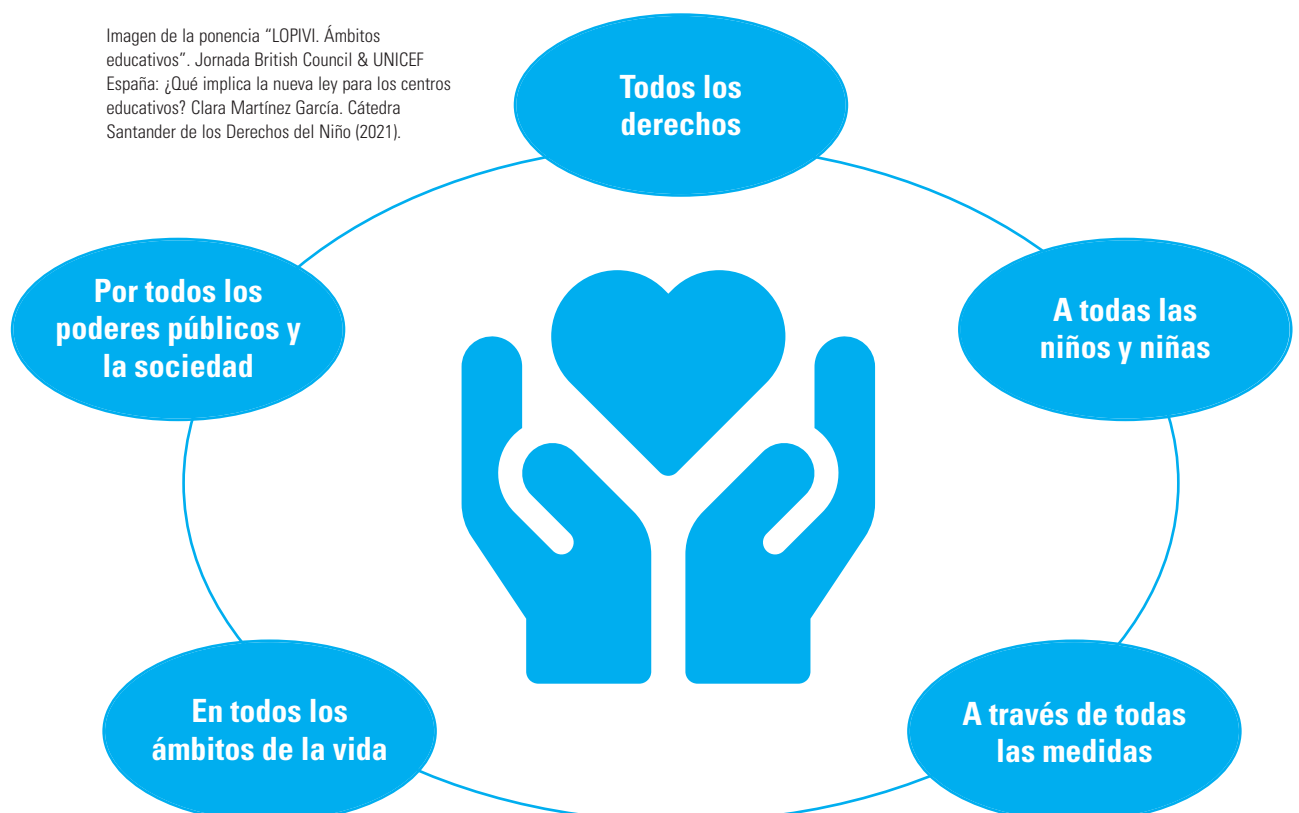 Imagen de la ponencia “LOPIVI. Ámbitos
educativos”. Jornada British Council & UNICEF
España: ¿Qué implica la nueva ley para los centros
educativos? Clara Martínez García. Cátedra
Santander de los Derechos del Niño (2021).
Todos los
derechos
A todas las
niños y niñas
A través de todas
las medidas
En todos los
ámbitos de la vida
Por todos los
poderes públicos y
la sociedad